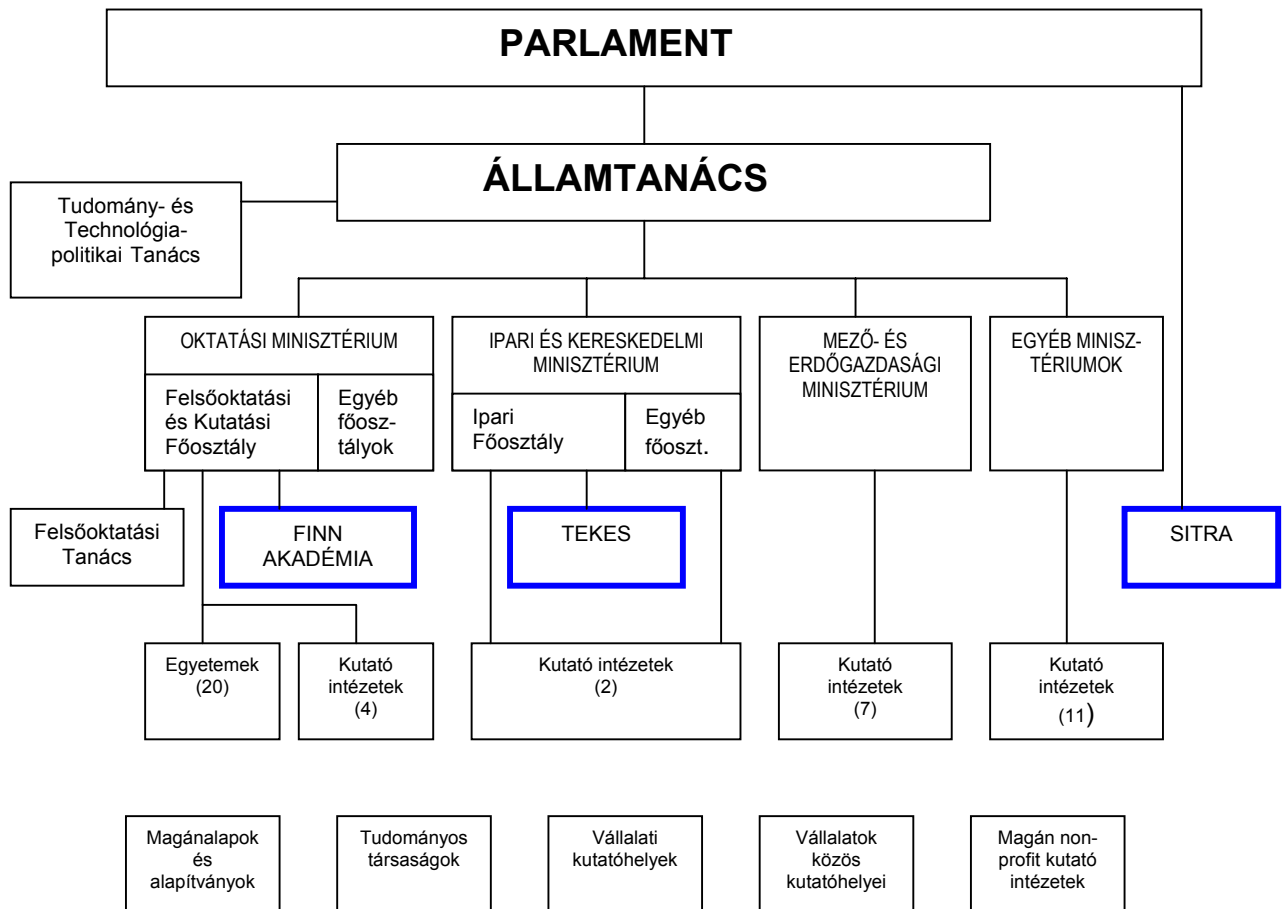 PARLAMENT
ÁLLAMTANÁCS
Tudomány- és
Technológia-
politikai Tanács
OKTATÁSI MINISZTÉRIUM
Felsőoktatási
és Kutatási
Főosztály
Egyéb
főosz-
tályok
IPARI ÉS KERESKEDELMI
MINISZTÉRIUM
Ipari
Főosztály
Egyéb
főoszt.
MEZŐ- ÉS
ERDŐGAZDASÁGI
MINISZTÉRIUM
EGYÉB MINISZ-
TÉRIUMOK
Felsőoktatási
Tanács
FINN
AKADÉMIA
TEKES
SITRA
Egyetemek
(20)
Kutató
intézetek
(4)
Kutató intézetek
(2)
Kutató
intézetek
(7)
Kutató
intézetek
(11)
Magánalapok
és
alapítványok
Tudományos
társaságok
Vállalati
kutatóhelyek
Vállalatok
közös
kutatóhelyei
Magán non-
profit kutató
intézetek